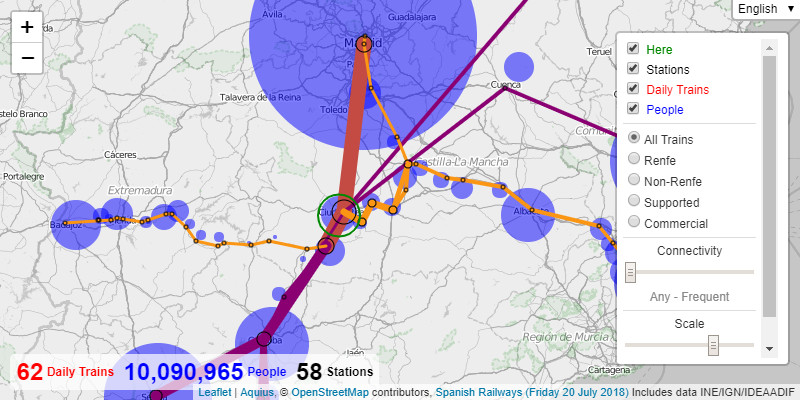 +
−
English ▼
Ávila
Guadalajara
Madrid
Teruel
Cuenca
Talavera de la Reina
Toledo
Castelo Branco
Cáceres
Castilla-La Mancha
Portalegre
Extremadura
Badajoz
Albacete
Jaén
Región de Murcia
Cartagena
Here
Stations
Daily Trains
People
All Trains
Renfe
Non-Renfe
Supported
Commercial
Connectivity
Any - Frequent
Scale
62 Daily Trains 10,090,965 People 58 Stations
Leaflet | Aquius, © OpenStreetMap contributors, Spanish Railways (Friday 20 July 2018) Includes data INE/IGN/IDEAADIF